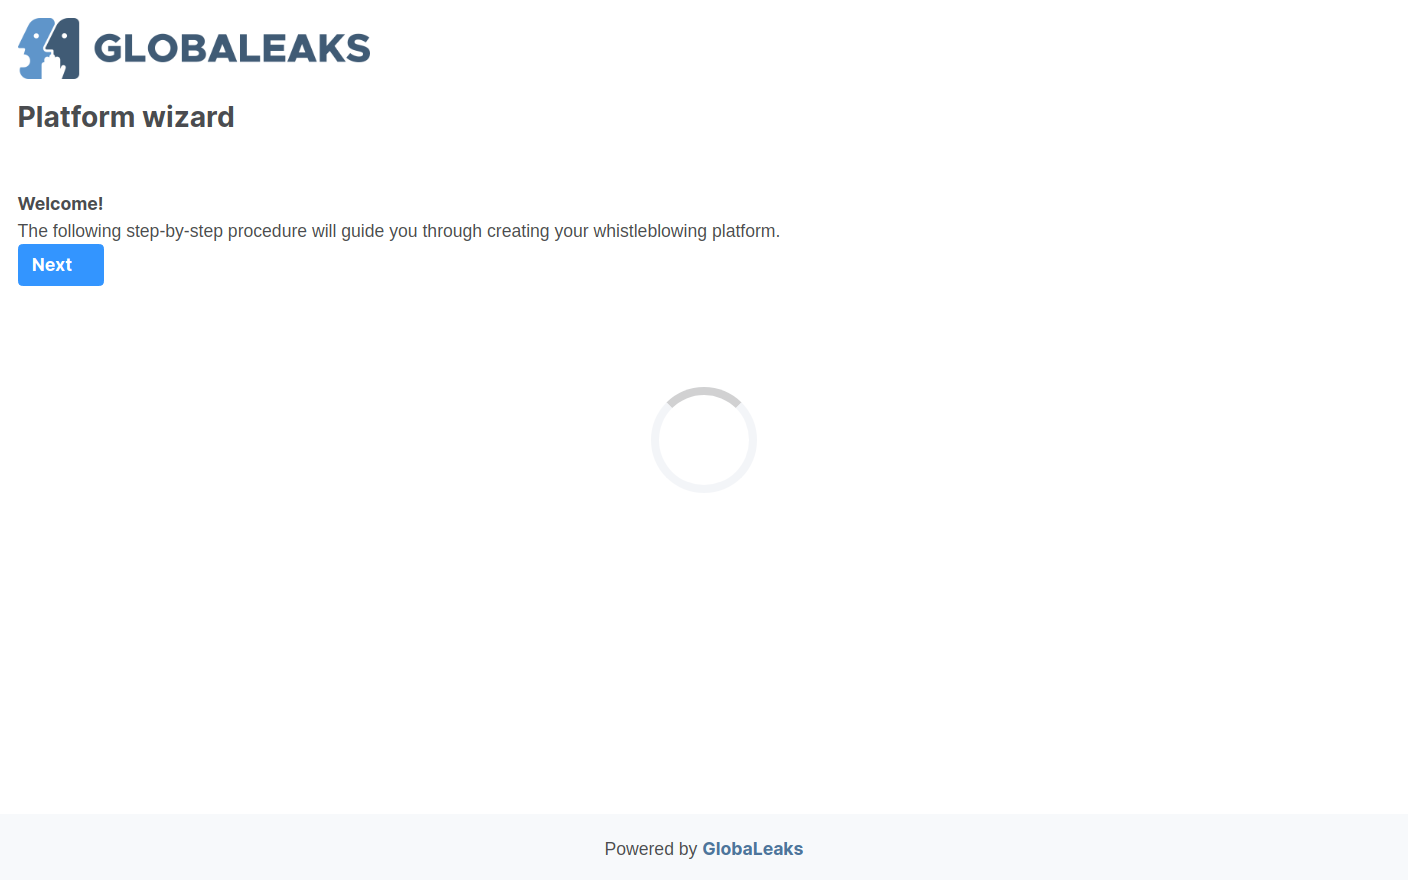 GLOBALEAKS
Platform wizard
Welcome!
The following step-by-step procedure will guide you through creating your whistleblowing platform.
Next
Powered by GlobaLeaks